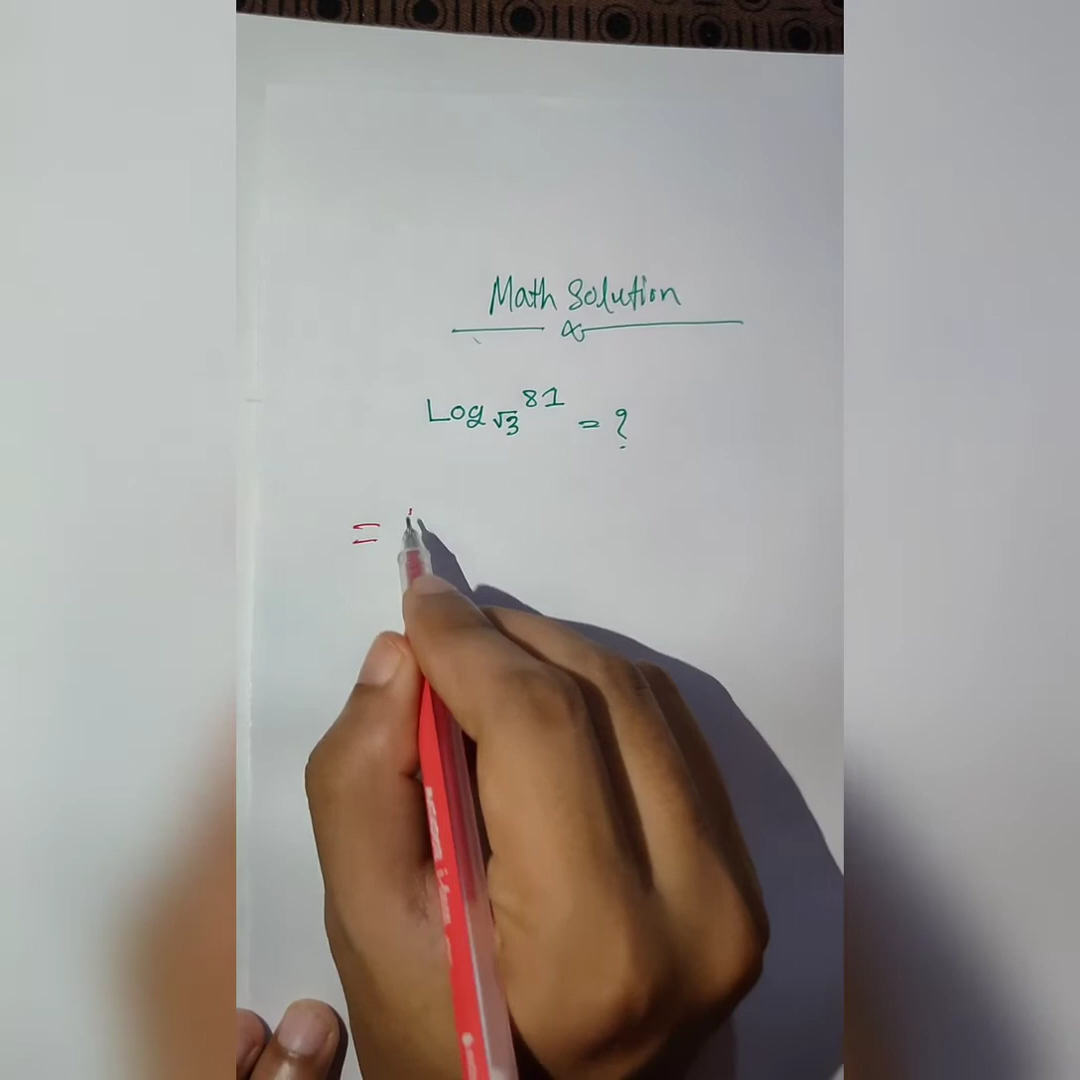 Math Solution
Log √3 81 = ?
=